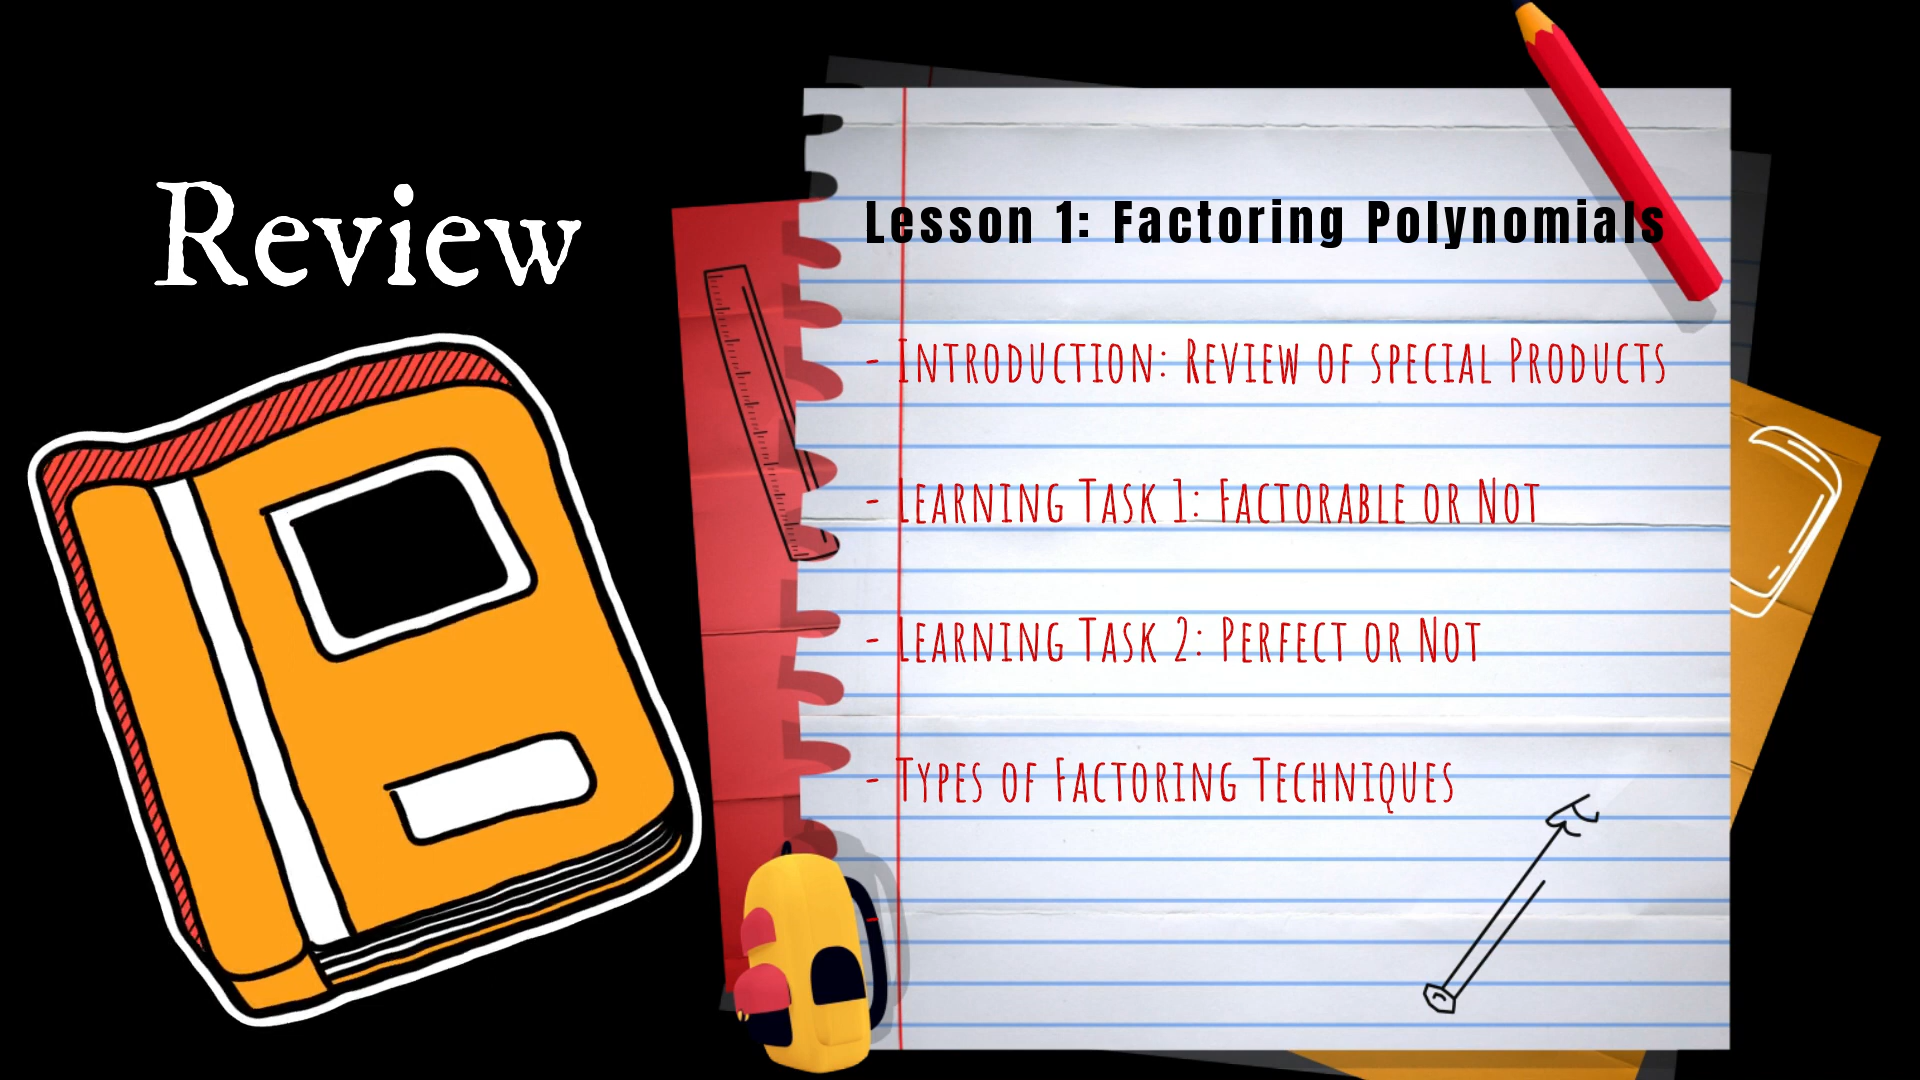 Review
Lesson 1: Factoring Polynomials
- Introduction: Review of special Products
- Learning Task 1: Factorable or Not
- Learning Task 2: Perfect or Not
- Types of Factoring Techniques
-